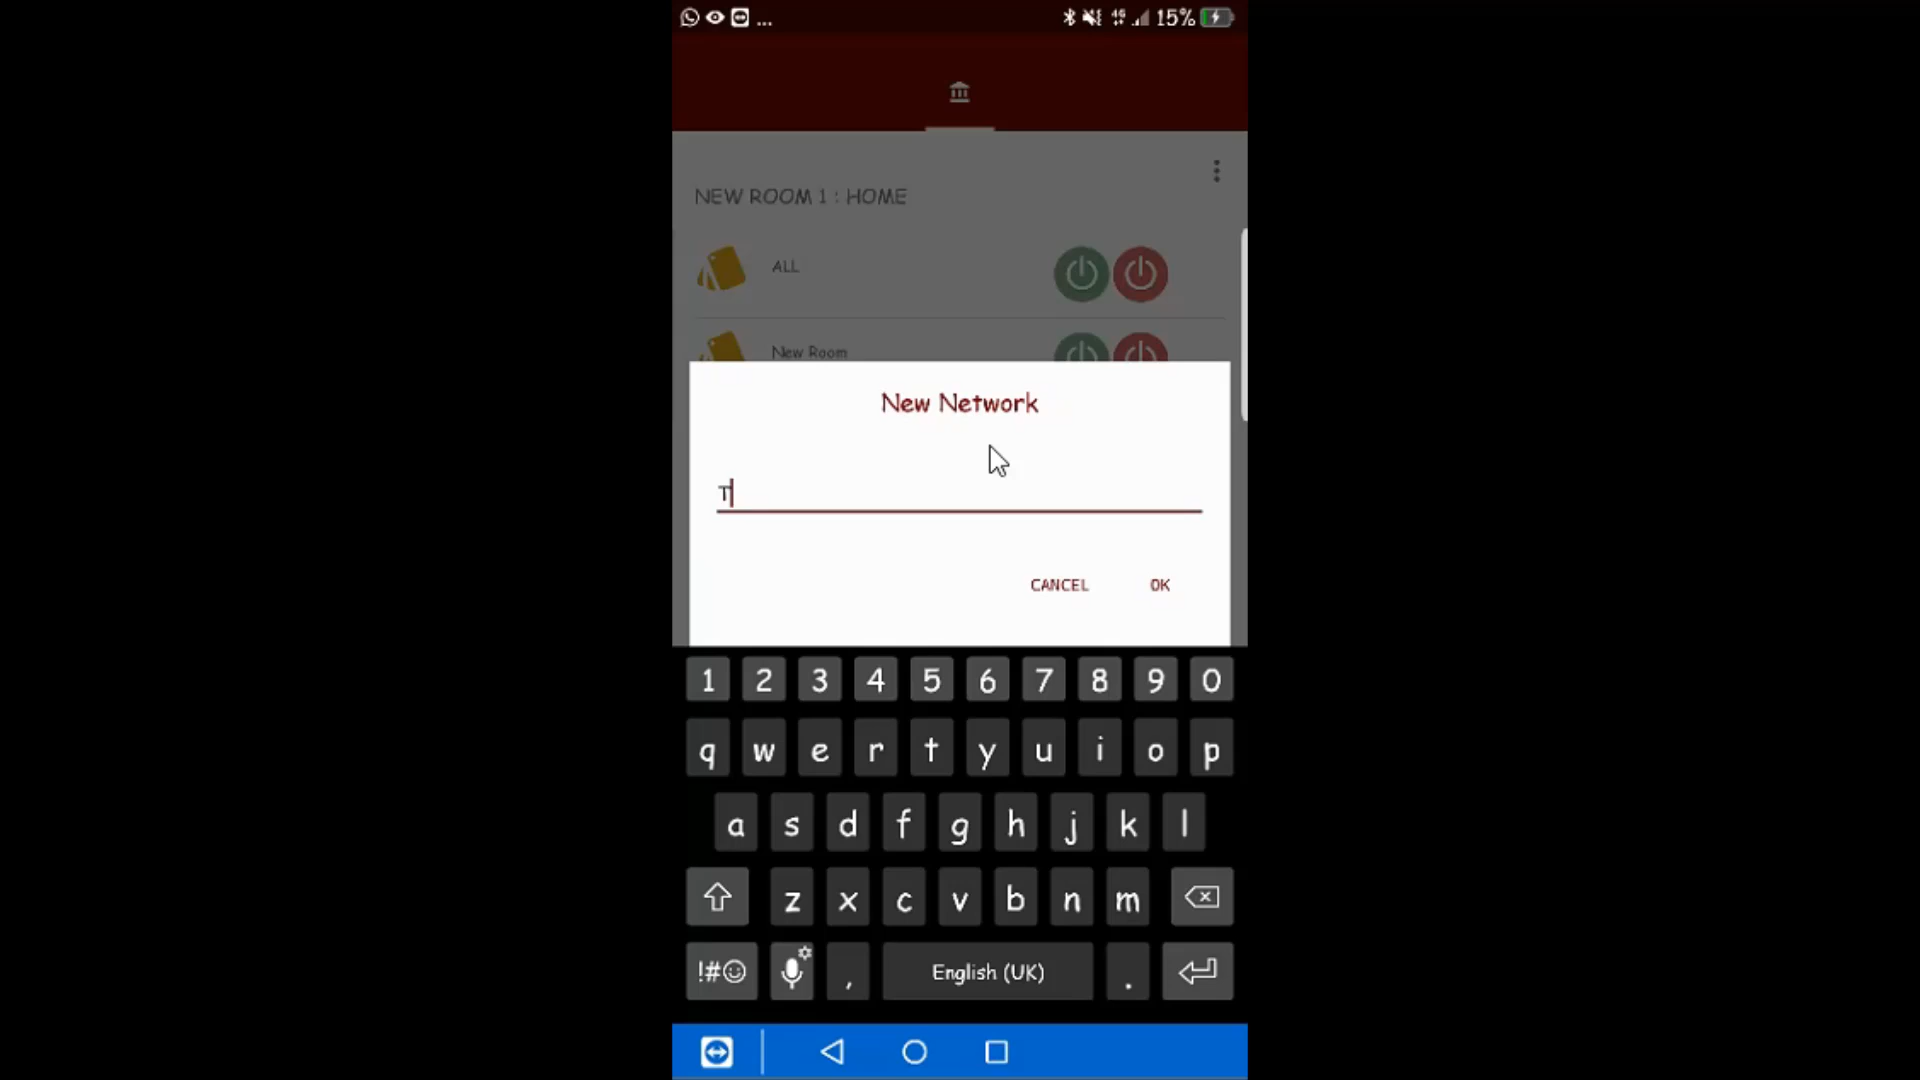 ... 4G 15%
NEW ROOM 1 : HOME
ALL
New Room
New Network
T
CANCEL OK
1 2 3 4 5 6 7 8 9 0
q w e r t y u i o p
a s d f g h j k l
z x c v b n m
!#☺ , English (UK) .